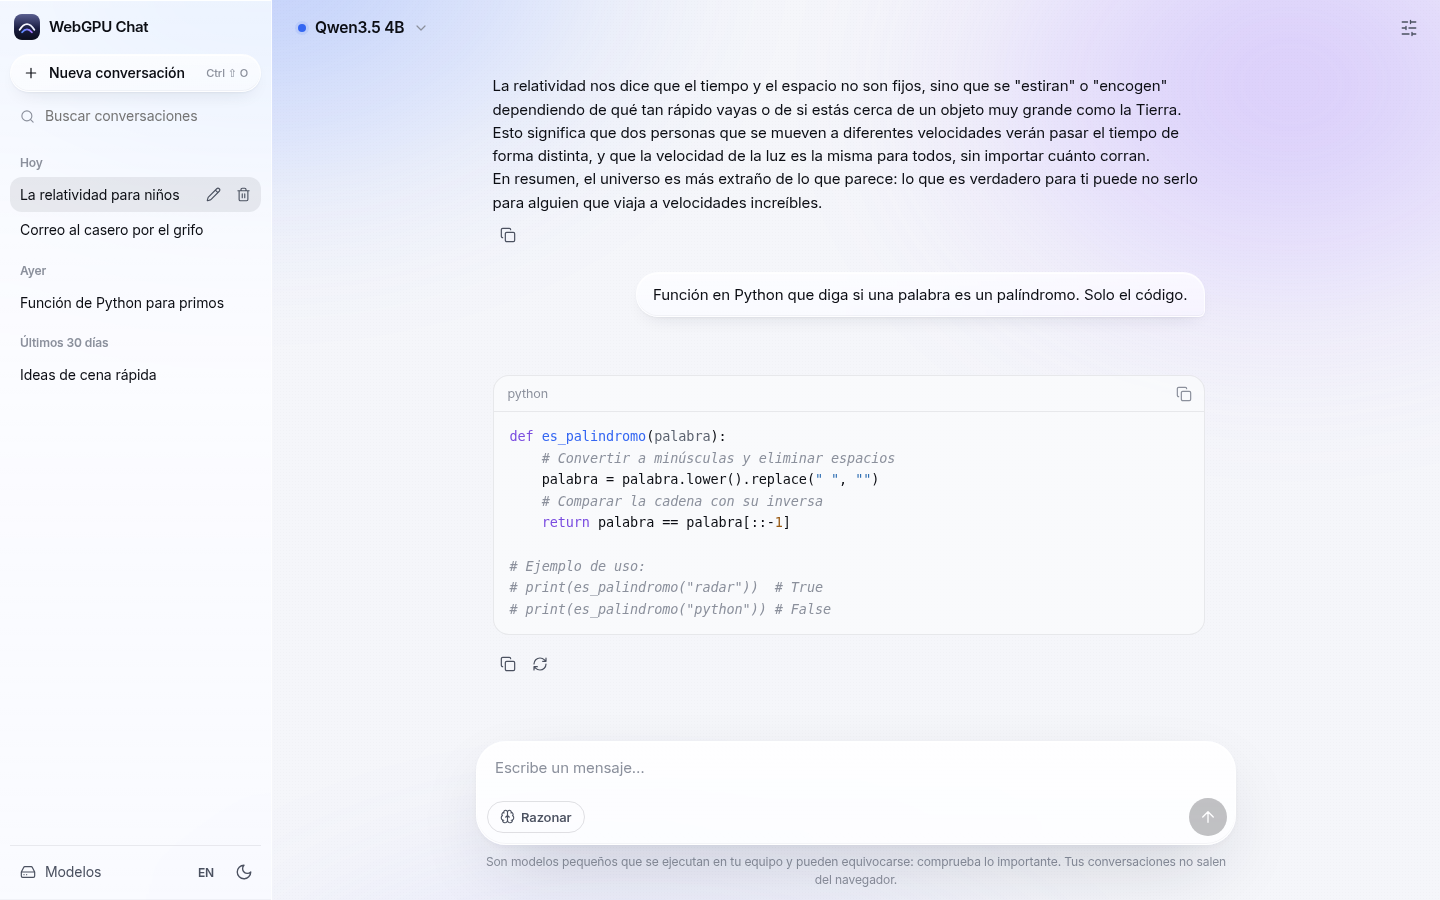 WebGPU Chat
Nueva conversación
Ctrl ⇧ O
Buscar conversaciones
Hoy
La relatividad para niños
Correo al casero por el grifo
Ayer
Función de Python para primos
Últimos 30 días
Ideas de cena rápida
Modelos
EN
Qwen3.5 4B
La relatividad nos dice que el tiempo y el espacio no son fijos, sino que se "estiran" o "encogen"
dependiendo de qué tan rápido vayas o de si estás cerca de un objeto muy grande como la Tierra.
Esto significa que dos personas que se mueven a diferentes velocidades verán pasar el tiempo de
forma distinta, y que la velocidad de la luz es la misma para todos, sin importar cuánto corran.
En resumen, el universo es más extraño de lo que parece: lo que es verdadero para ti puede no serlo
para alguien que viaja a velocidades increíbles.
Función en Python que diga si una palabra es un palíndromo. Solo el código.
python
def es_palindromo(palabra):
    # Convertir a minúsculas y eliminar espacios
    palabra = palabra.lower().replace(" ", "")
    # Comparar la cadena con su inversa
    return palabra == palabra[::-1]
# Ejemplo de uso:
# print(es_palindromo("radar"))  # True
# print(es_palindromo("python")) # False
Escribe un mensaje...
Razonar
Son modelos pequeños que se ejecutan en tu equipo y pueden equivocarse: comprueba lo importante. Tus conversaciones no salen
del navegador.